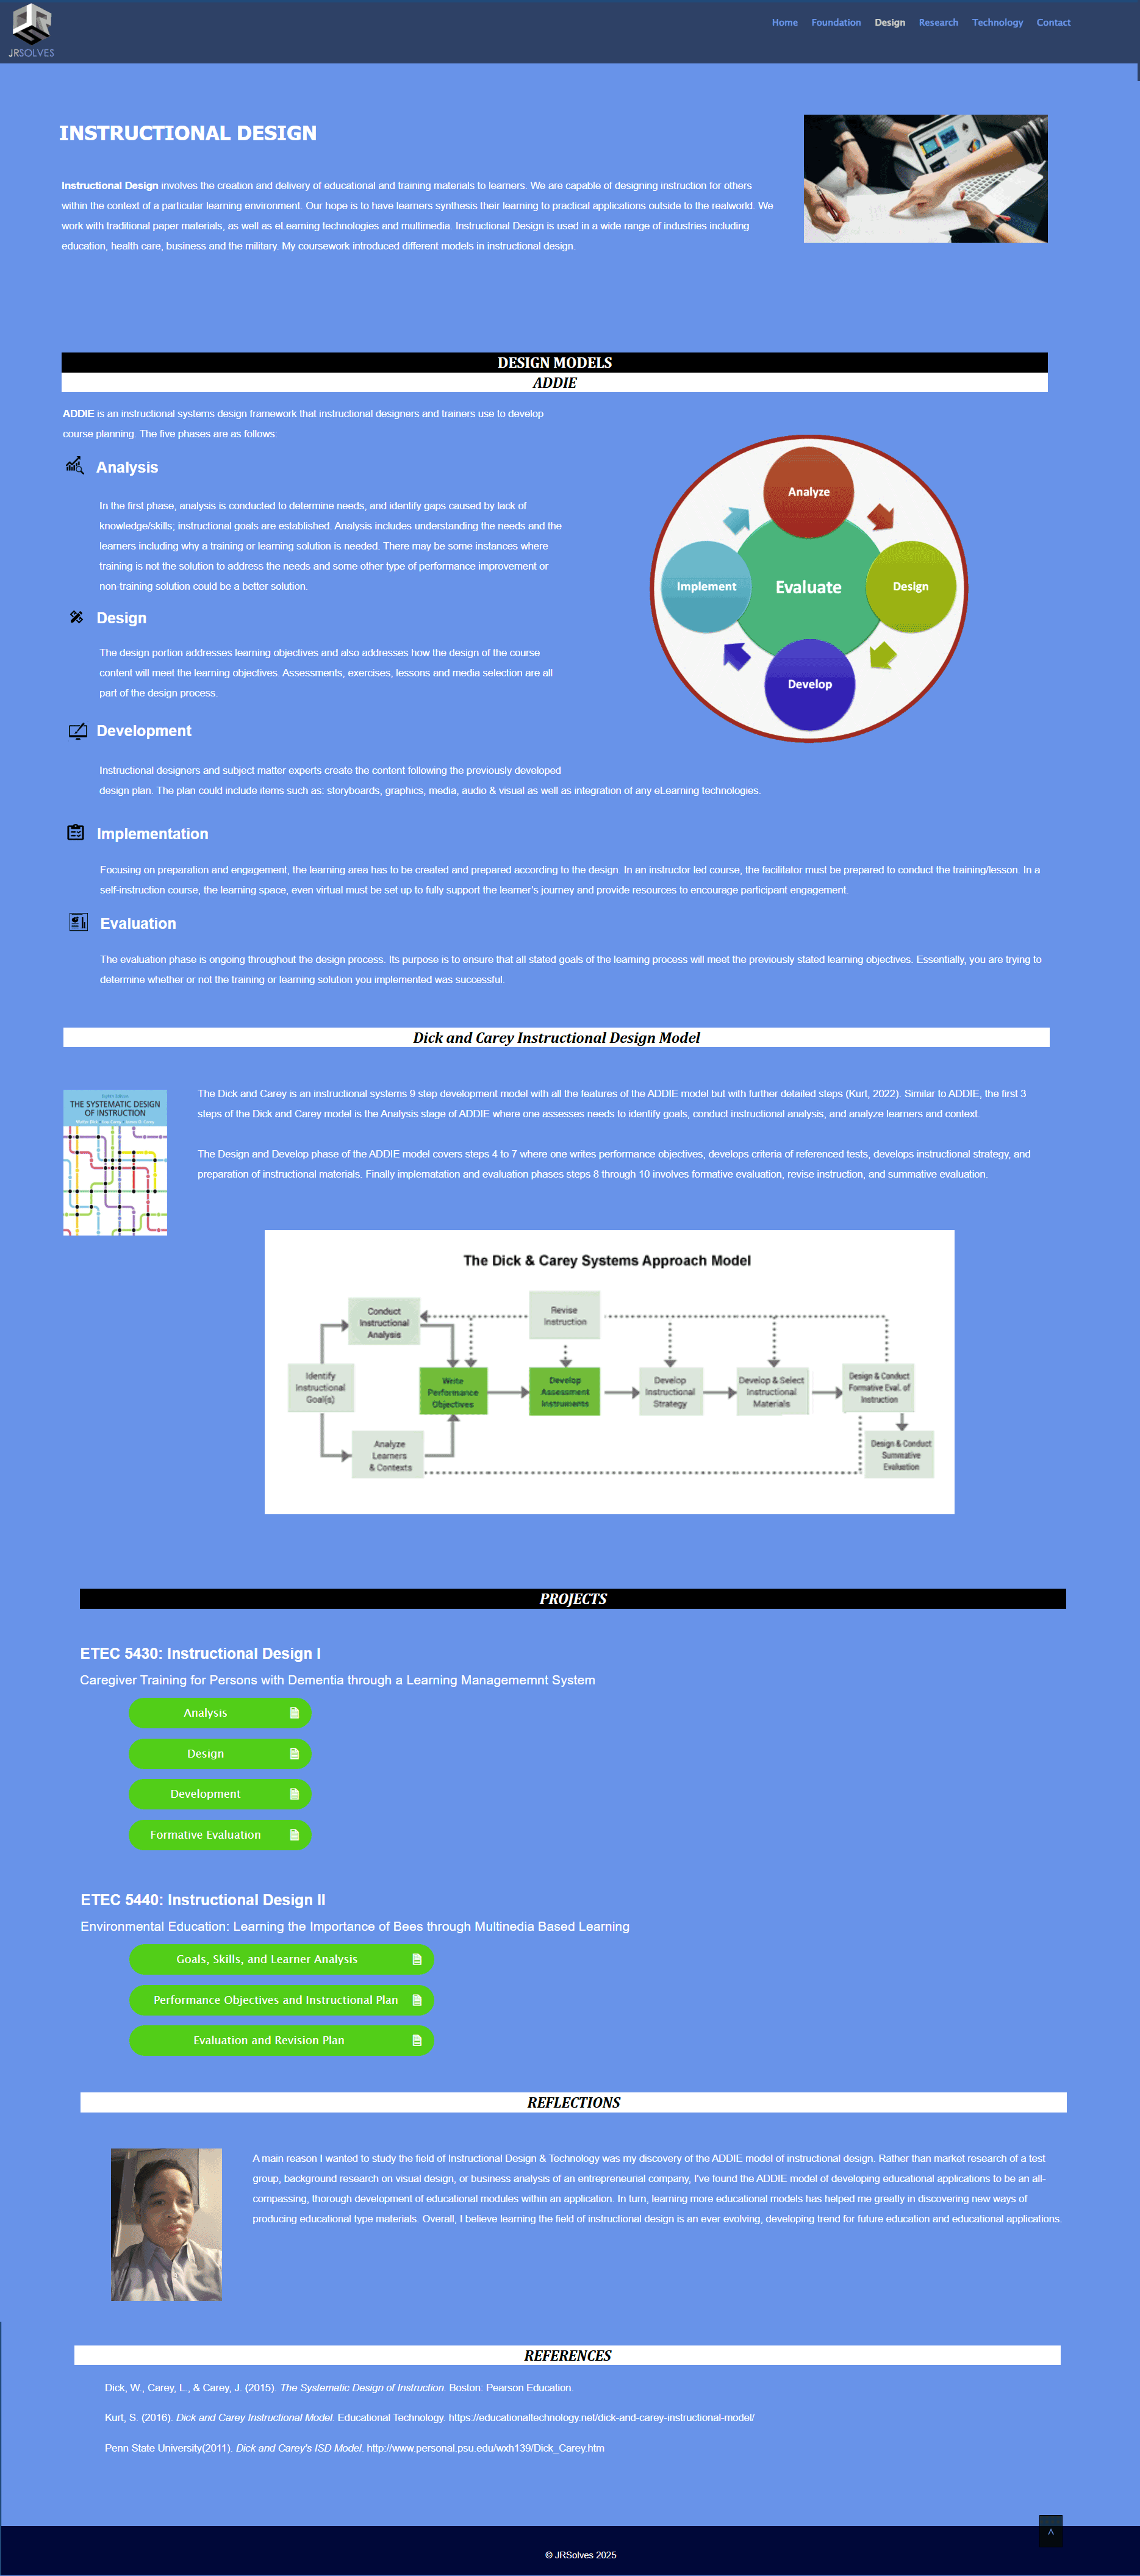 JRSOLVES
Home Foundation Design Research Technology Contact
INSTRUCTIONAL DESIGN
Instructional Design involves the creation and delivery of educational and training materials to learners. We are capable of designing instruction for others
within the context of a particular learning environment. Our hope is to have learners synthesis their learning to practical applications outside to the realworld. We
work with traditional paper materials, as well as eLearning technologies and multimedia. Instructional Design is used in a wide range of industries including
education, health care, business and the military. My coursework introduced different models in instructional design.
DESIGN MODELS
ADDIE
ADDIE is an instructional systems design framework that instructional designers and trainers use to develop
course planning. The five phases are as follows:
Analysis
In the first phase, analysis is conducted to determine needs, and identify gaps caused by lack of
knowledge/skills; instructional goals are established. Analysis includes understanding the needs and the
learners including why a training or learning solution is needed. There may be some instances where
training is not the solution to address the needs and some other type of performance improvement or
non-training solution could be a better solution.
Design
The design portion addresses learning objectives and also addresses how the design of the course
content will meet the learning objectives. Assessments, exercises, lessons and media selection are all
part of the design process.
Analyze
Implement
Evaluate
Design
Develop
Development
Instructional designers and subject matter experts create the content following the previously developed
design plan. The plan could include items such as: storyboards, graphics, media, audio & visual as well as integration of any eLearning technologies.
Implementation
Focusing on preparation and engagement, the learning area has to be created and prepared according to the design. In an instructor led course, the facilitator must be prepared to conduct the training/lesson. In a
self-instruction course, the learning space, even virtual must be set up to fully support the learner's journey and provide resources to encourage participant engagement.
Evaluation
The evaluation phase is ongoing throughout the design process. Its purpose is to ensure that all stated goals of the learning process will meet the previously stated learning objectives. Essentially, you are trying to
determine whether or not the training or learning solution you implemented was successful.
Dick and Carey Instructional Design Model
THE SYSTEMATIC DESIGN
OF INSTRUCTION
The Dick and Carey is an instructional systems 9 step development model with all the features of the ADDIE model but with further detailed steps (Kurt, 2022). Similar to ADDIE, the first 3
steps of the Dick and Carey model is the Analysis stage of ADDIE where one assesses needs to identify goals, conduct instructional analysis, and analyze learners and context.
The Design and Develop phase of the ADDIE model covers steps 4 to 7 where one writes performance objectives, develops criteria of referenced tests, develops instructional strategy, and
preparation of instructional materials. Finally implematation and evaluation phases steps 8 through 10 involves formative evaluation, revise instruction, and summative evaluation.
The Dick & Carey Systems Approach Model
Conduct
Instructional
Analysis
Revise
Instruction
Identify
Instructional
Goal(s)
Write
Performance
Objectives
Develop
Assessment
Instruments
Develop
Instructional
Strategy
Develop & Select
Instructional
Materials
Design & Conduct
Formative Eval. of
Instruction
Analyze
Learners
& Contexts
Design & Conduct
Summative
Evaluation
PROJECTS
ETEC 5430: Instructional Design I
Caregiver Training for Persons with Dementia through a Learning Managememnt System
Analysis
Design
Development
Formative Evaluation
ETEC 5440: Instructional Design II
Environmental Education: Learning the Importance of Bees through Multimedia Based Learning
Goals, Skills, and Learner Analysis
Performance Objectives and Instructional Plan
Evaluation and Revision Plan
REFLECTIONS
A main reason I wanted to study the field of Instructional Design & Technology was my discovery of the ADDIE model of instructional design. Rather than market research of a test
group, background research on visual design, or business analysis of an entrepreneurial company, I've found the ADDIE model of developing educational applications to be an all-
compassing, thorough development of educational modules within an application. In turn, learning more educational models has helped me greatly in discovering new ways of
producing educational type materials. Overall, I believe learning the field of instructional design is an ever evolving, developing trend for future education and educational applications.
REFERENCES
Dick, W., Carey, L., & Carey, J. (2015). The Systematic Design of Instruction. Boston: Pearson Education.
Kurt, S. (2016). Dick and Carey Instructional Model. Educational Technology. https://educationaltechnology.net/dick-and-carey-instructional-model/
Penn State University(2011). Dick and Carey's ISD Model. http://www.personal.psu.edu/wxh139/Dick_Carey.htm
^
© JRSolves 2025